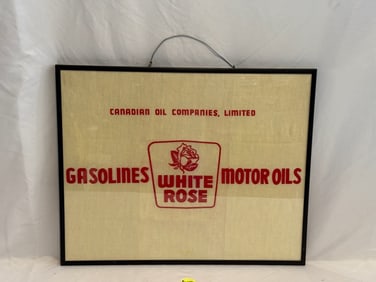 CANADIAN OIL COMPANIES, LIMITED
GASOLINES WHITE ROSE MOTOR OILS